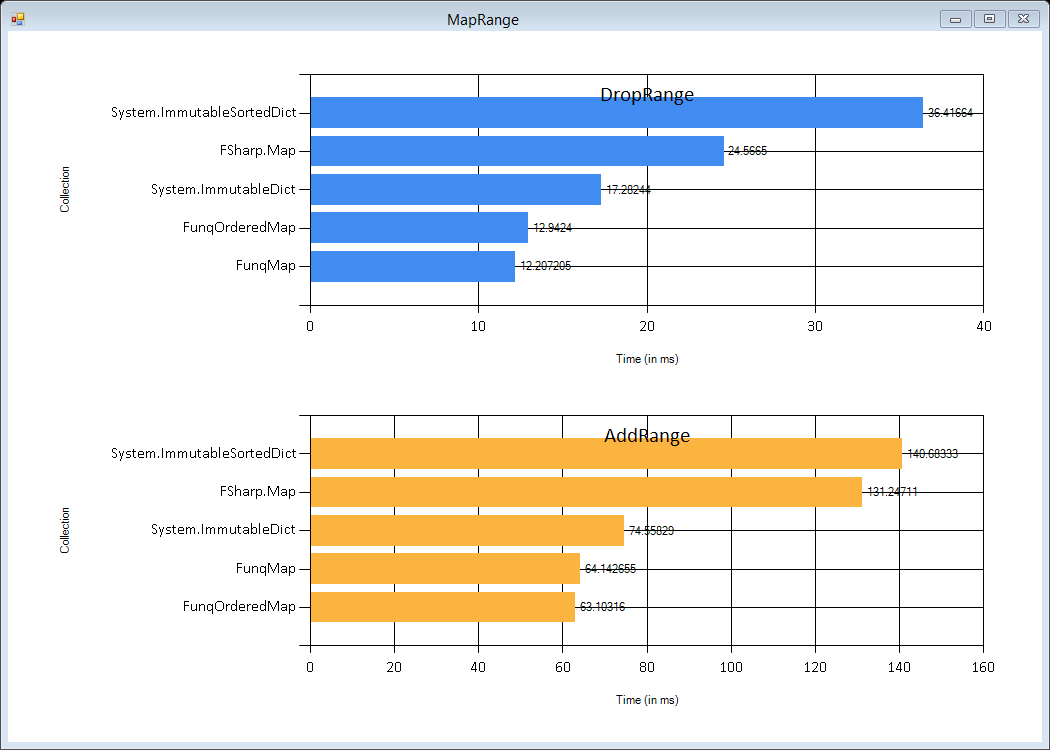 MapRange
DropRange
System.ImmutableSortedDict 36.41664
FSharp.Map 24.5665
System.ImmutableDict 17.28244
FunqOrderedMap 12.9424
FunqMap 12.207205
Collection
0 10 20 30 40
Time (in ms)
AddRange
System.ImmutableSortedDict 140.68333
FSharp.Map 131.24711
System.ImmutableDict 74.55829
FunqMap 64.142655
FunqOrderedMap 63.10316
Collection
0 20 40 60 80 100 120 140 160
Time (in ms)